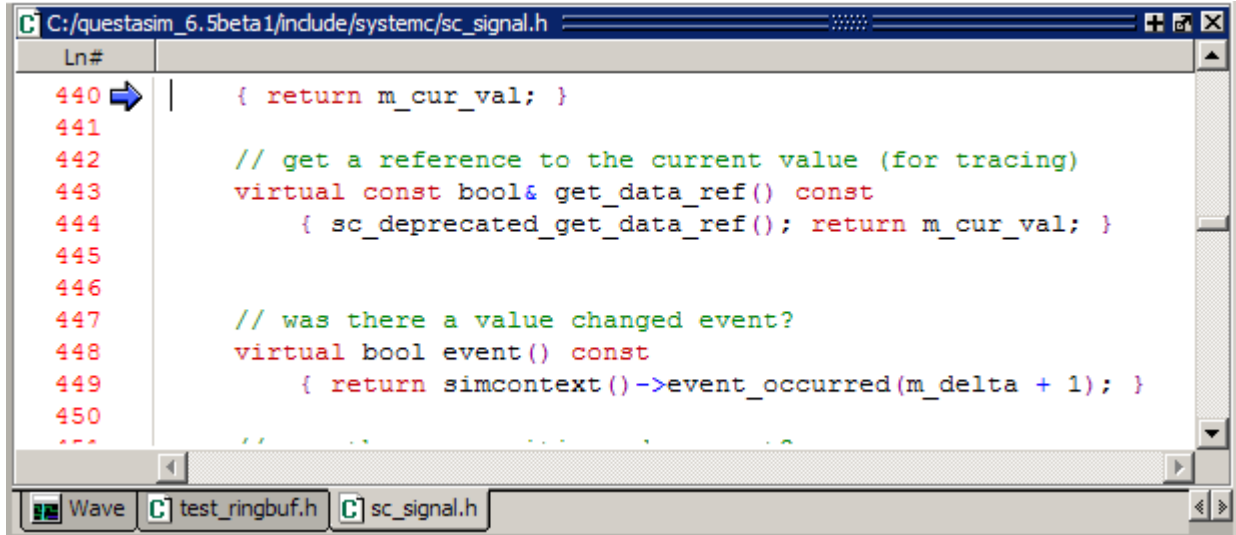 C:/questasim_6.5beta1/include/systemc/sc_signal.h
Ln#
440 { return m_cur_val; }
441
442 // get a reference to the current value (for tracing)
443 virtual const bool& get_data_ref() const
444 { sc_deprecated_get_data_ref(); return m_cur_val; }
445
446
447 // was there a value changed event?
448 virtual bool event() const
449 { return simcontext()->event_occurred(m_delta + 1); }
450
Wave test_ringbuf.h sc_signal.h